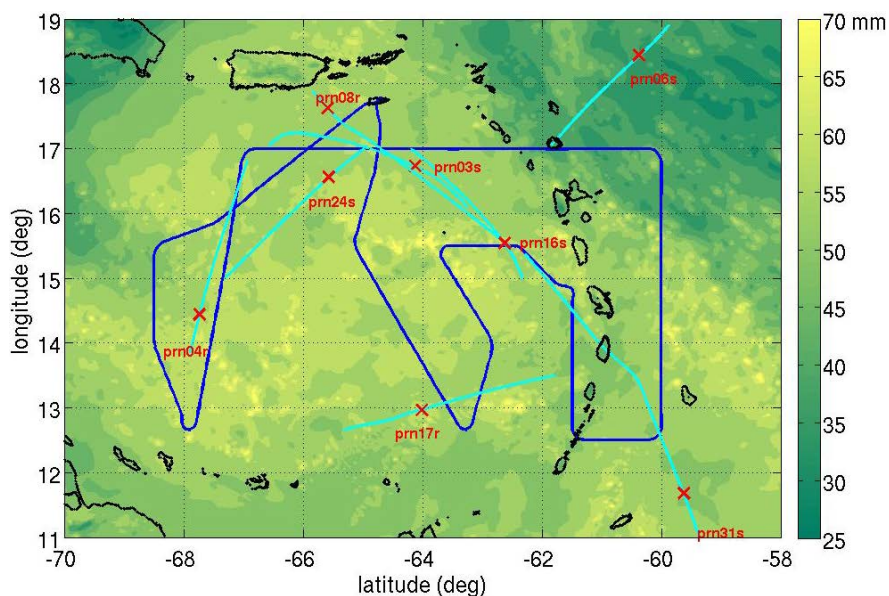 19
18
17
16
15
14
13
12
11
longitude (deg)
-70
-68
-66
-64
-62
-60
-58
latitude (deg)
prn08r
prn06s
prn03s
prn24s
prn16s
prn04r
prn17r
prn31s
70 mm
65
60
55
50
45
40
35
30
25